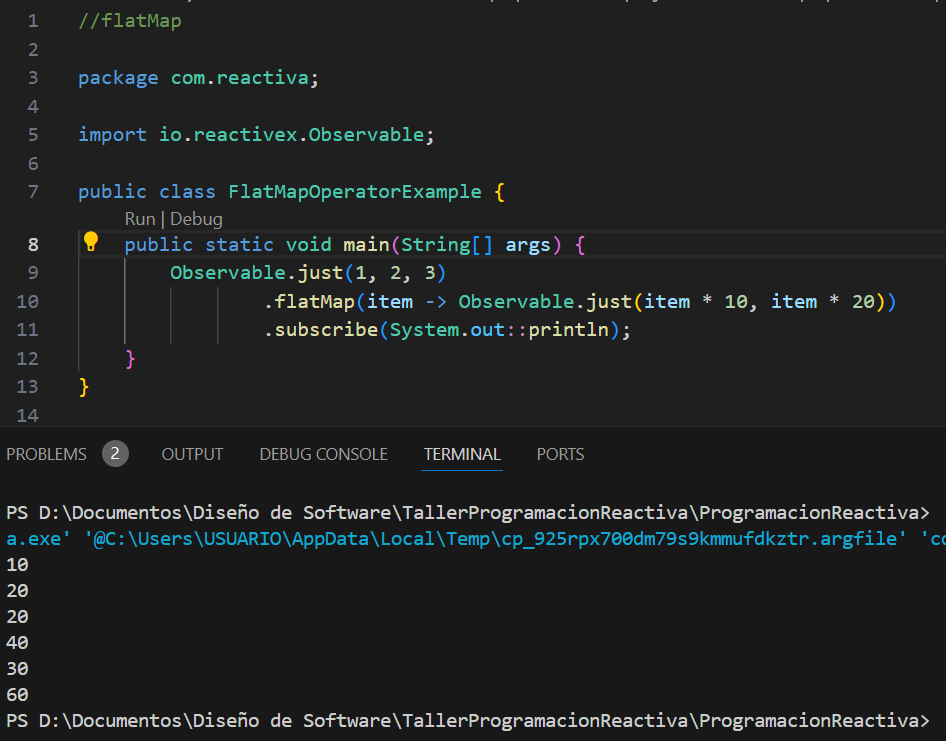 1 //flatMap
2
3 package com.reactiva;
4
5 import io.reactivex.Observable;
6
7 public class FlatMapOperatorExample {
Run | Debug
8 public static void main(String[] args) {
9 Observable.just(1, 2, 3)
10 .flatMap(item -> Observable.just(item * 10, item * 20))
11 .subscribe(System.out::println);
12 }
13 }
14
PROBLEMS 2 OUTPUT DEBUG CONSOLE TERMINAL PORTS
PS D:\Documentos\Diseño de Software\TallerProgramacionReactiva\ProgramacionReactiva>
a.exe' '@C:\Users\USUARIO\AppData\Local\Temp\cp_925rpx700dm79s9kmmufdkztr.argfile' 'co
10
20
20
40
30
60
PS D:\Documentos\Diseño de Software\TallerProgramacionReactiva\ProgramacionReactiva>